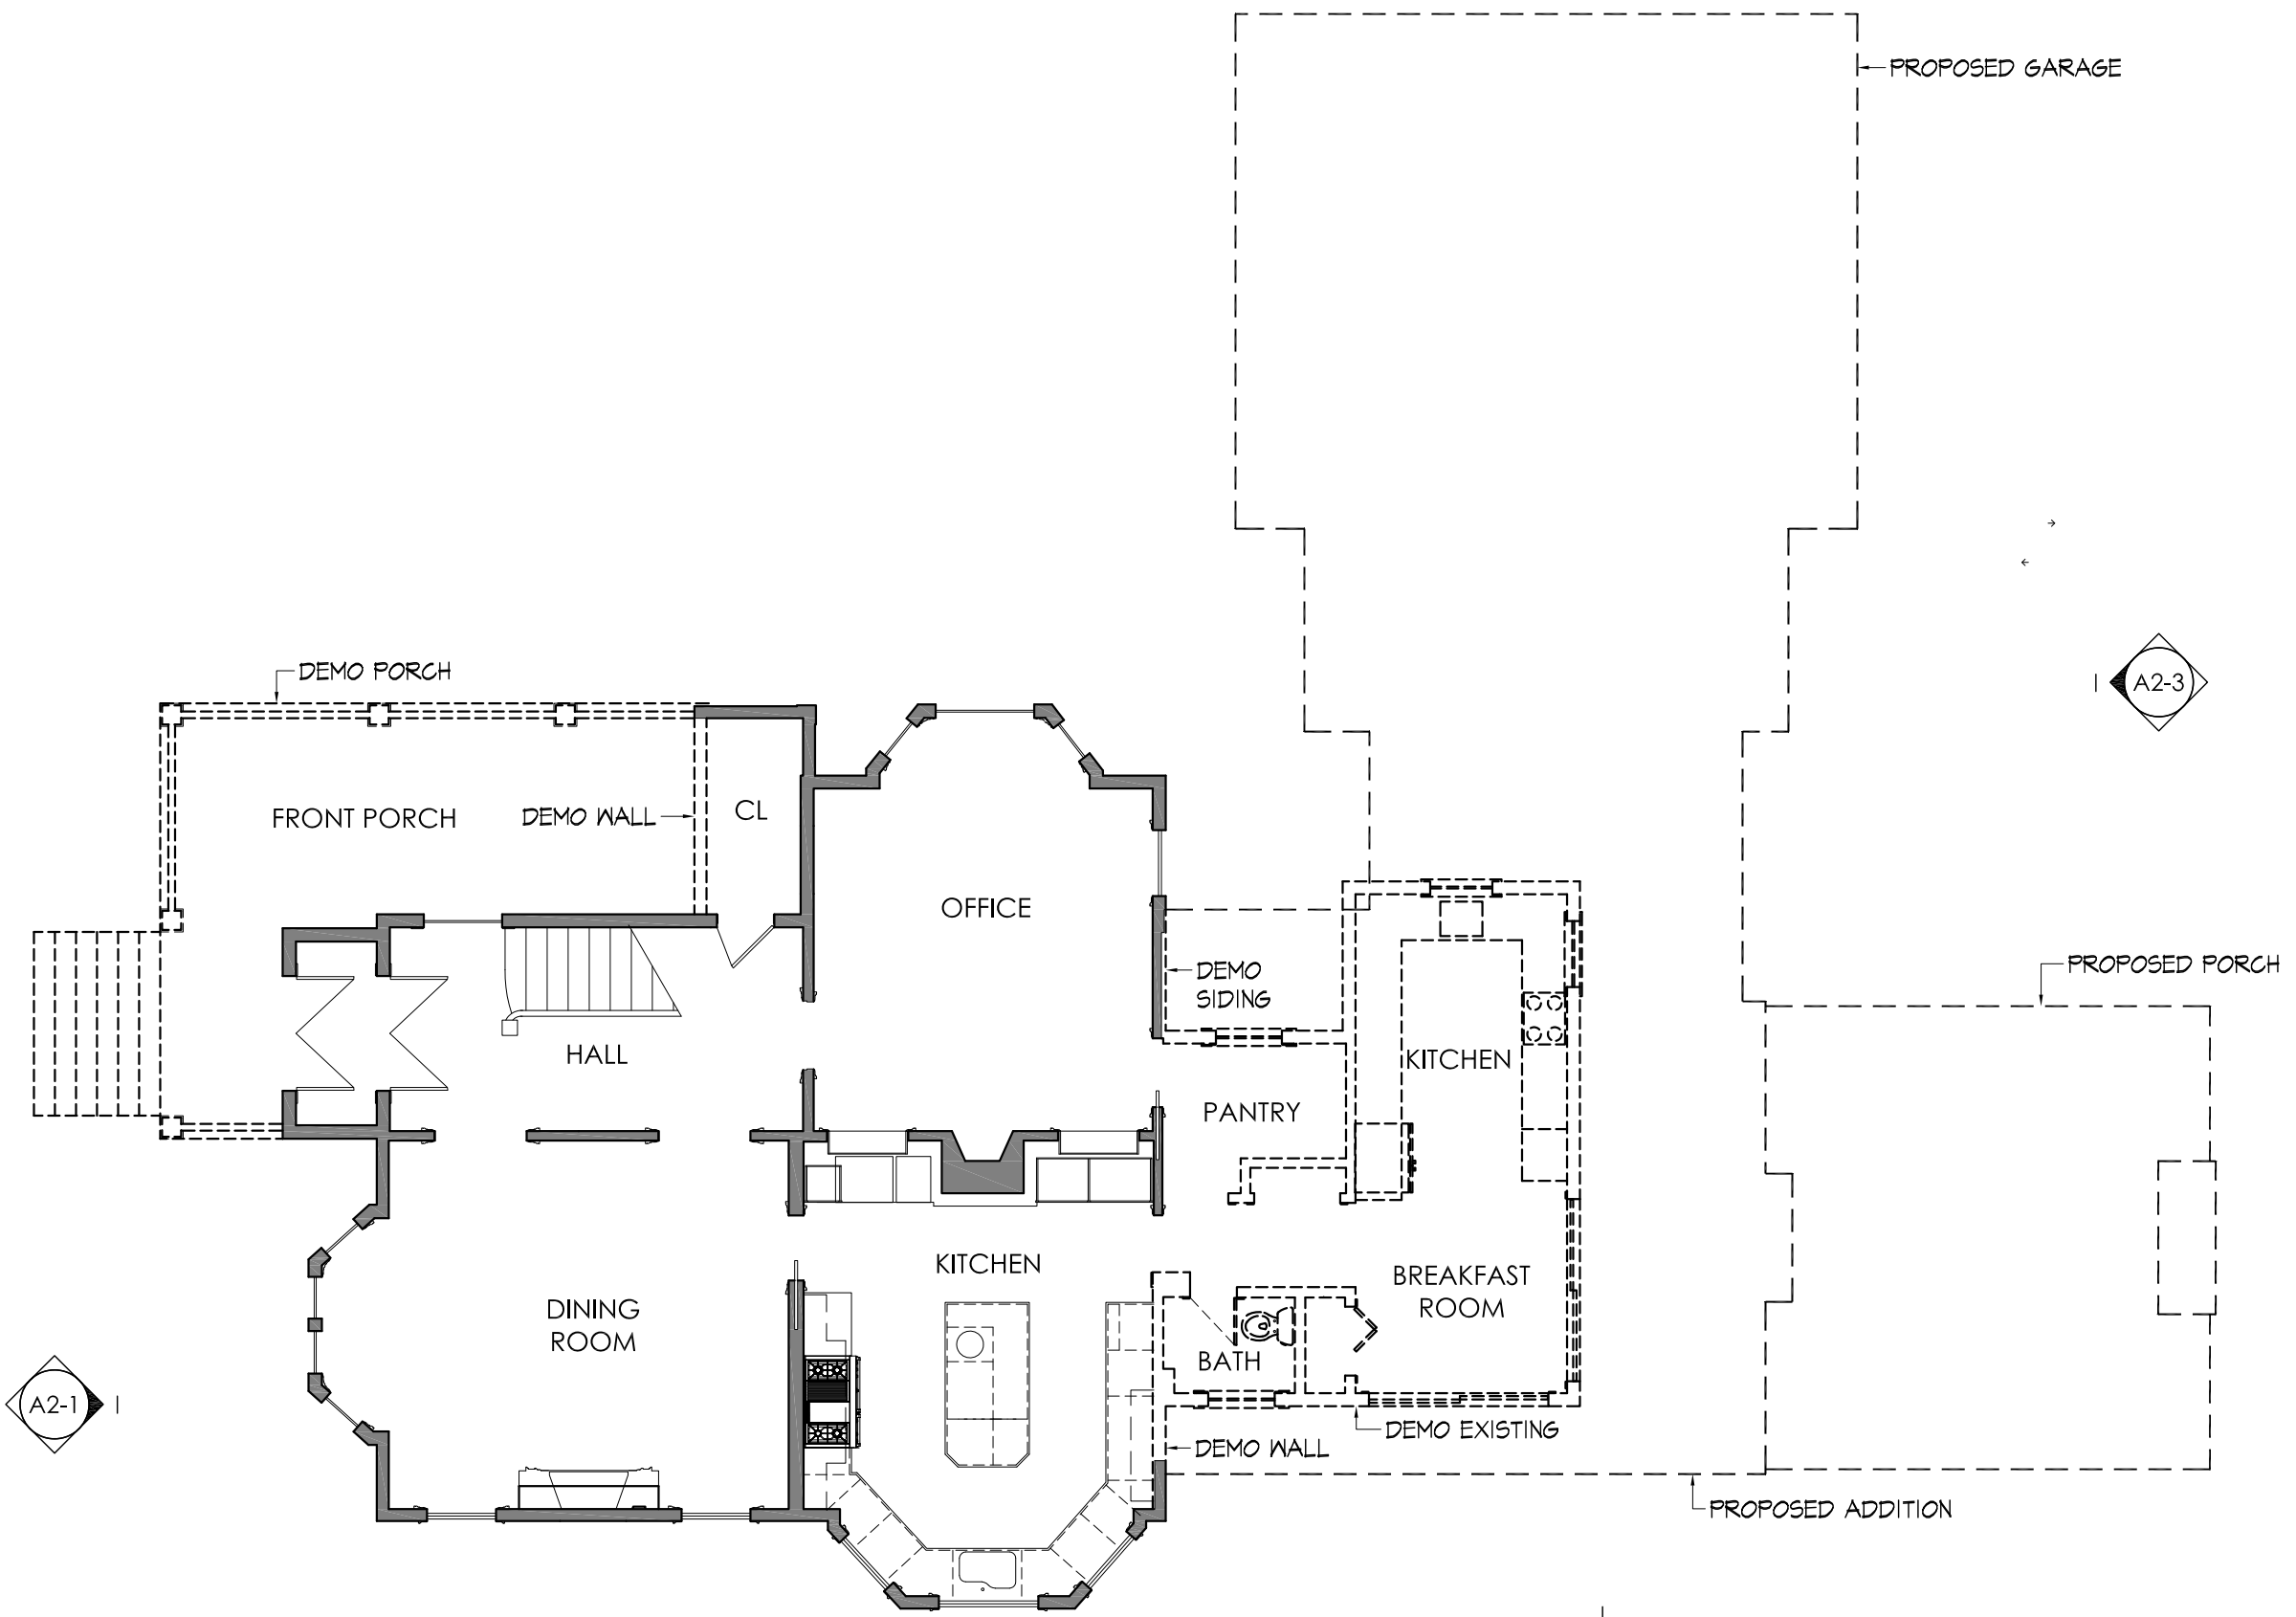 PROPOSED GARAGE
DEMO PORCH
A2-3
FRONT PORCH
DEMO WALL
CL
OFFICE
DEMO
SIDING
PROPOSED PORCH
HALL
KITCHEN
PANTRY
KITCHEN
BREAKFAST
ROOM
DINING
ROOM
BATH
A2-1
DEMO EXISTING
DEMO WALL
PROPOSED ADDITION